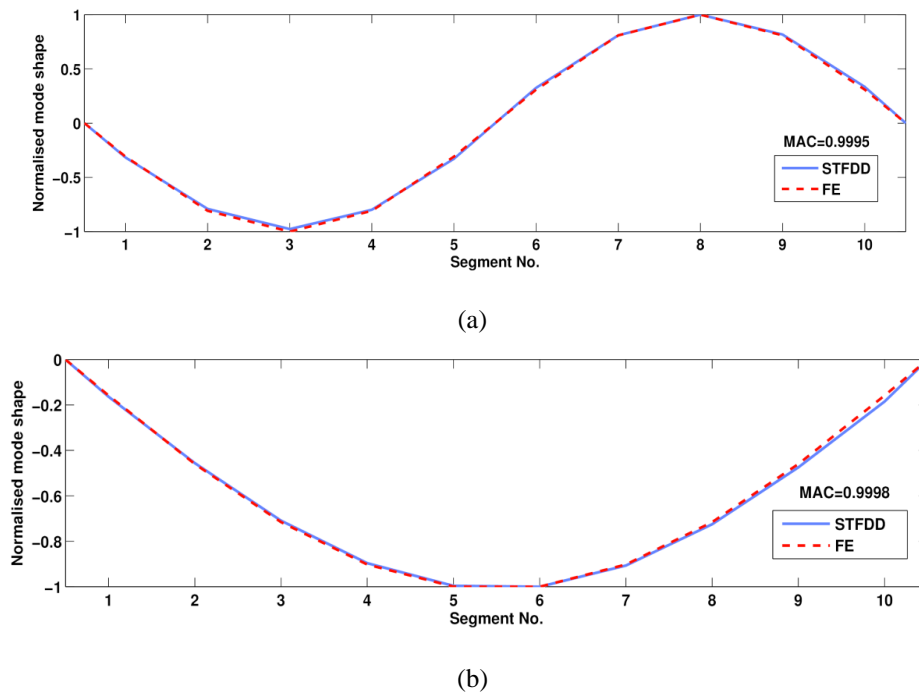 1
0.5
0
−0.5
−1
Normalised mode shape
MAC=0.9995
STFDD
FE
1 2 3 4 5 6 7 8 9 10
Segment No.
(a)
0
−0.2
−0.4
−0.6
−0.8
−1
Normalised mode shape
MAC=0.9998
STFDD
FE
1 2 3 4 5 6 7 8 9 10
Segment No.
(b)